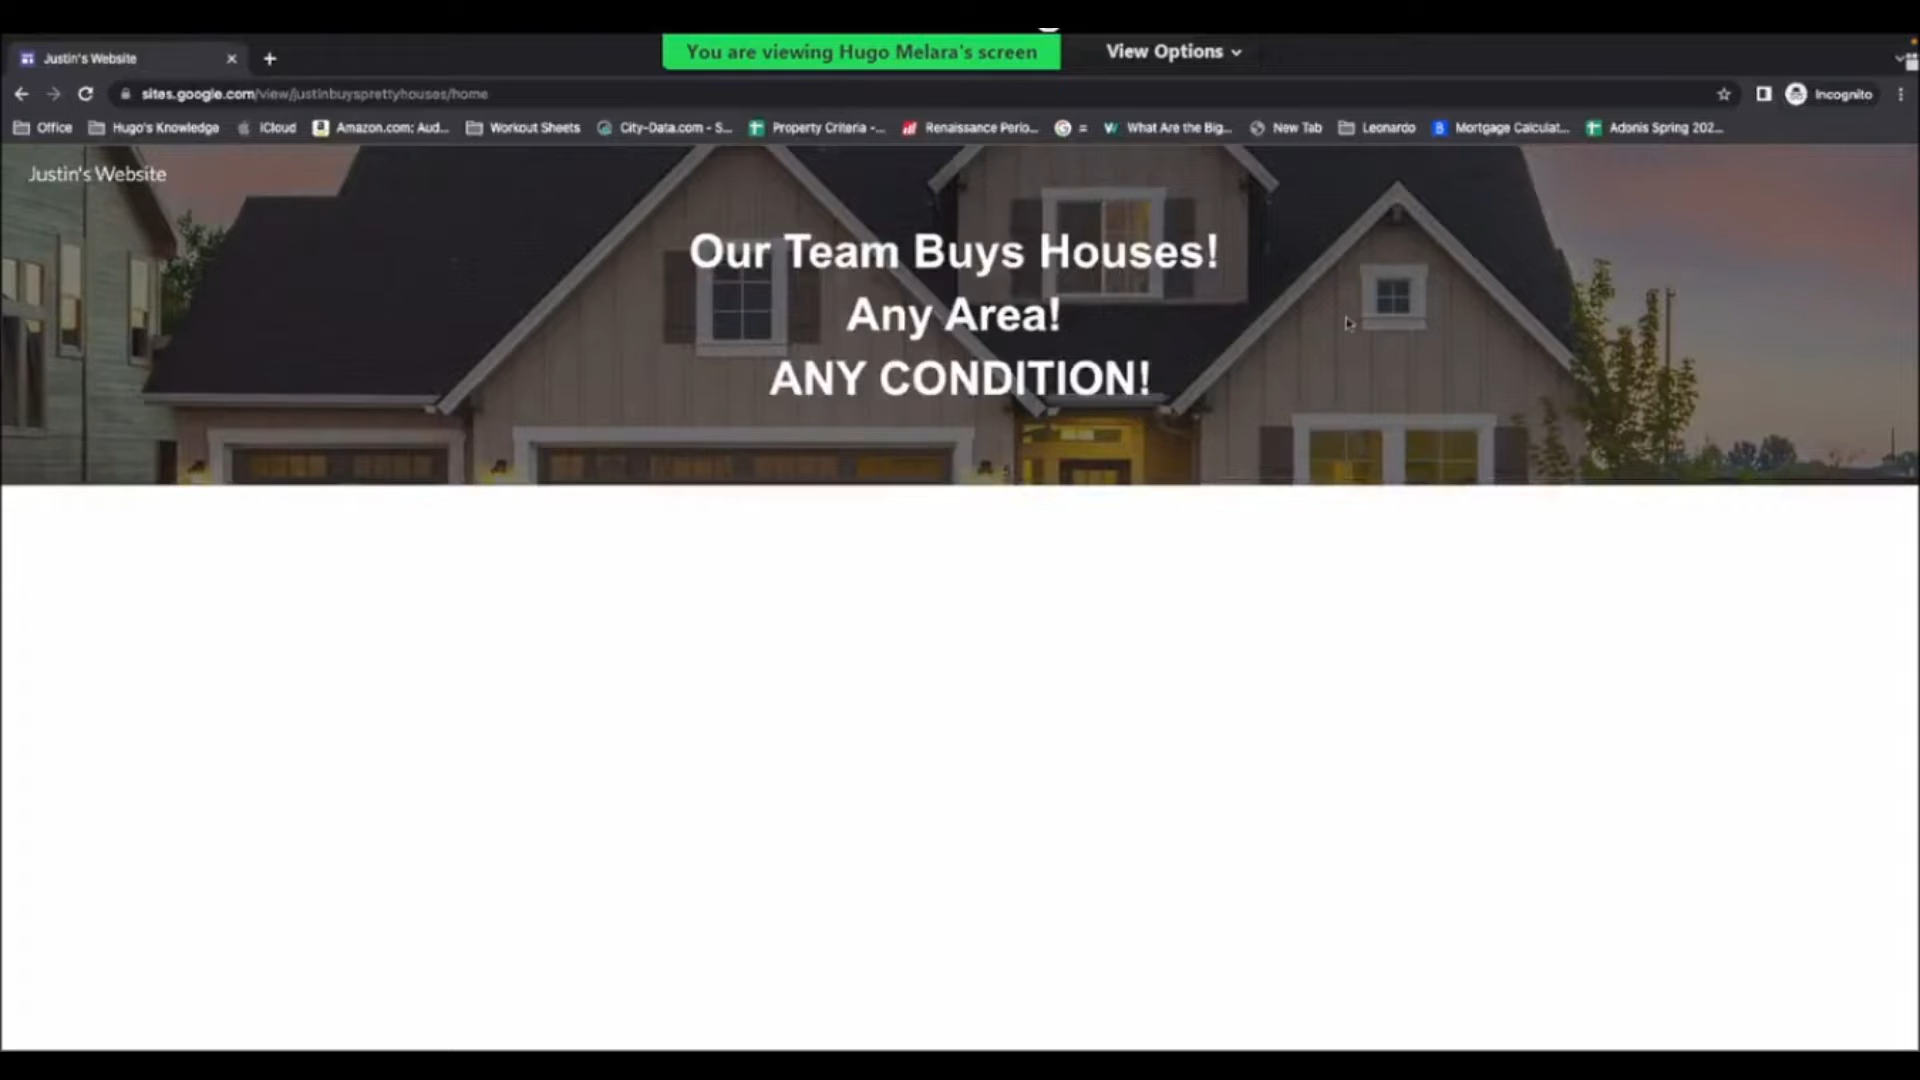 Justin's Website
You are viewing Hugo Melara's screen
View Options
sites.google.com/view/justinbuysprettyhouses/home
Incognito
Office
Hugo's Knowledge
iCloud
Amazon.com: Aud...
Workout Sheets
City-Data.com - S...
Property Criteria -...
Renaissance Perio...
=
What Are the Big...
New Tab
Leonardo
Mortgage Calculat...
Adonis Spring 202...
Justin's Website
Our Team Buys Houses!
Any Area!
ANY CONDITION!